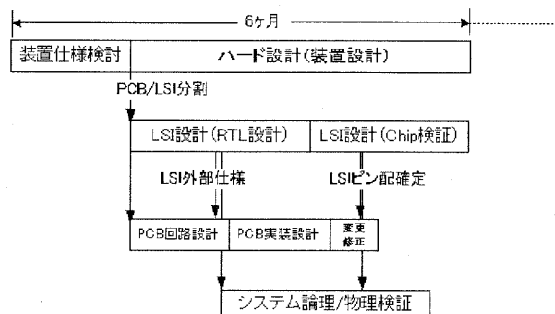 6ヶ月
装置仕様検討
ハード設計(装置設計)
PCB/LSI分割
LSI設計(RTL設計)
LSI設計(Chip検証)
LSI外部仕様
LSIピン配確定
PCB回路設計
PCB実装設計
変更
修正
システム論理/物理検証